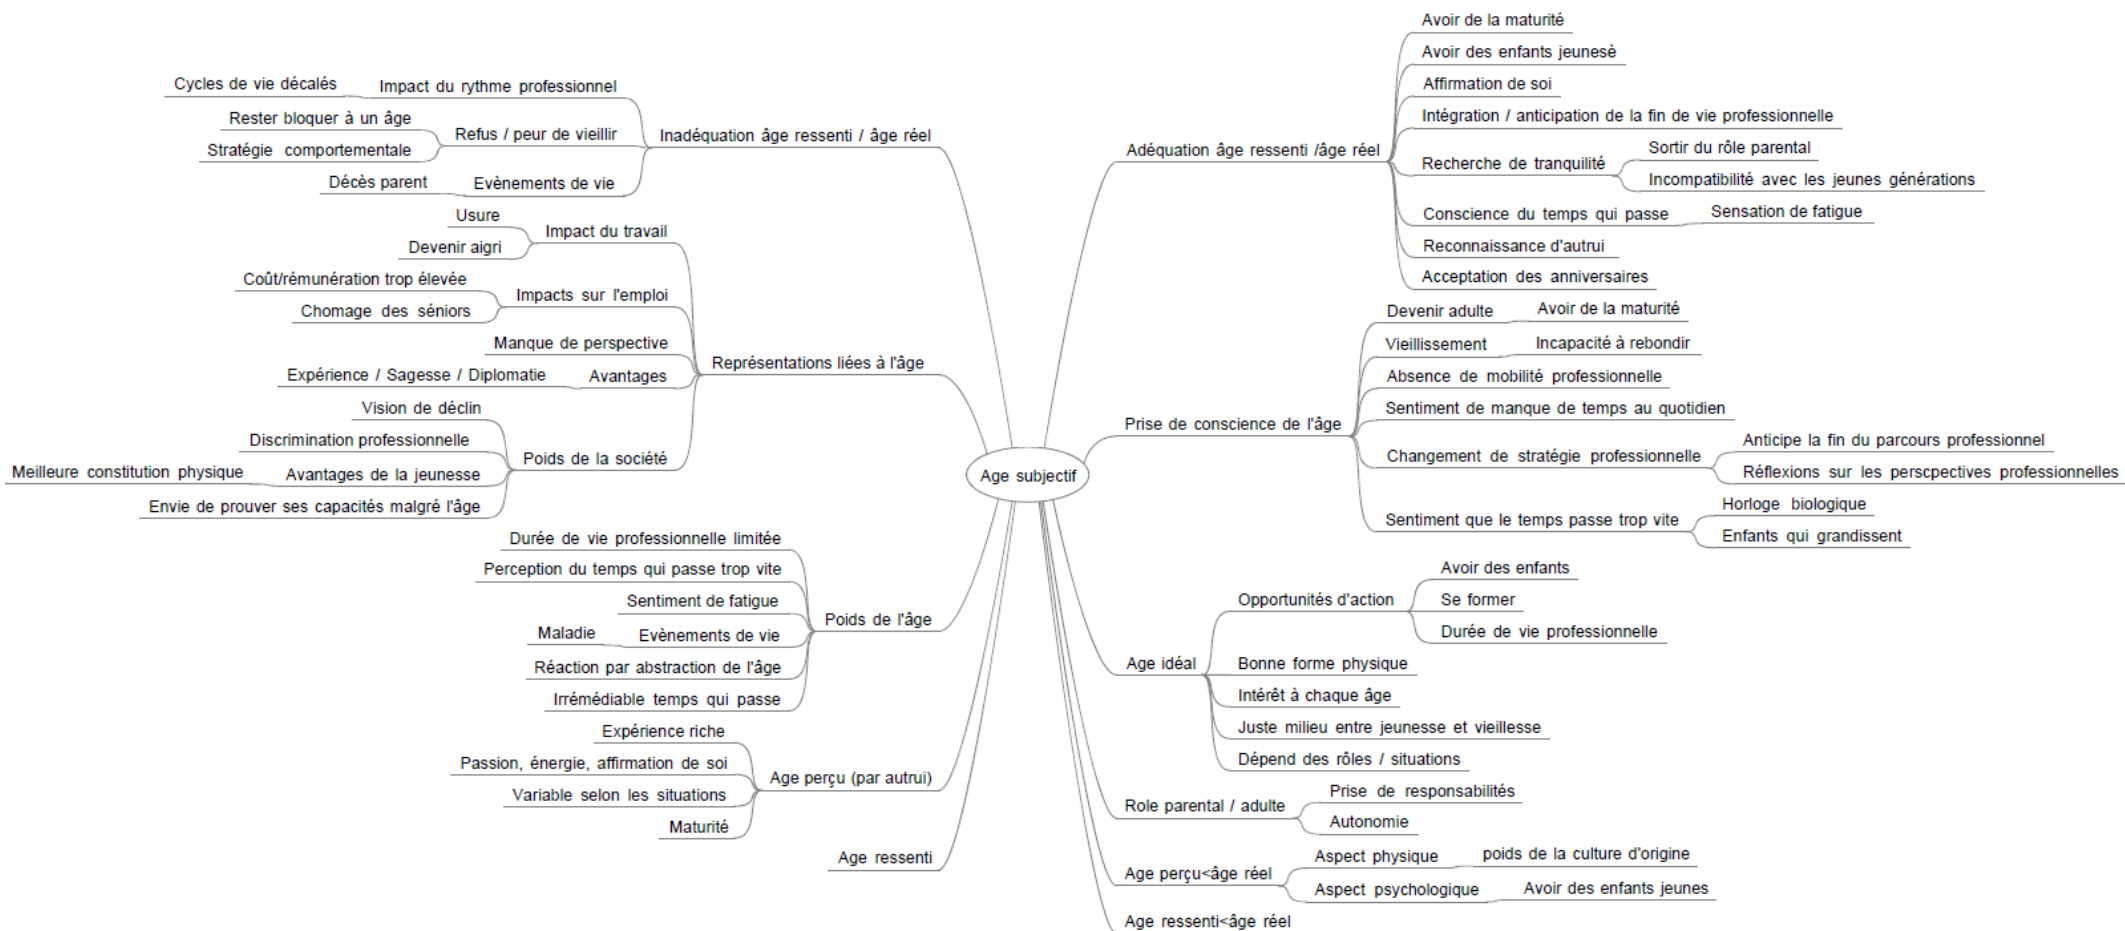 Age subjectif
Inadéquation âge ressenti / âge réel
Impact du rythme professionnel
Cycles de vie décalés
Refus / peur de vieillir
Rester bloquer à un âge
Stratégie comportementale
Evènements de vie
Décès parent
Représentations liées à l'âge
Impact du travail
Usure
Devenir aigri
Impacts sur l'emploi
Coût/rémunération trop élevée
Chomage des séniors
Manque de perspective
Avantages
Expérience / Sagesse / Diplomatie
Poids de la société
Vision de déclin
Discrimination professionnelle
Avantages de la jeunesse
Meilleure constitution physique
Envie de prouver ses capacités malgré l'âge
Poids de l'âge
Durée de vie professionnelle limitée
Perception du temps qui passe trop vite
Sentiment de fatigue
Evènements de vie
Maladie
Réaction par abstraction de l'âge
Irrémédiable temps qui passe
Age perçu (par autrui)
Expérience riche
Passion, énergie, affirmation de soi
Variable selon les situations
Maturité
Age ressenti
Adéquation âge ressenti /âge réel
Avoir de la maturité
Avoir des enfants jeunesè
Affirmation de soi
Intégration / anticipation de la fin de vie professionnelle
Recherche de tranquilité
Sortir du rôle parental
Incompatibilité avec les jeunes générations
Conscience du temps qui passe
Sensation de fatigue
Reconnaissance d'autrui
Acceptation des anniversaires
Prise de conscience de l'âge
Devenir adulte
Avoir de la maturité
Vieillissement
Incapacité à rebondir
Absence de mobilité professionnelle
Sentiment de manque de temps au quotidien
Changement de stratégie professionnelle
Anticipe la fin du parcours professionnel
Réflexions sur les perscpectives professionnelles
Sentiment que le temps passe trop vite
Horloge biologique
Enfants qui grandissent
Age idéal
Opportunités d'action
Avoir des enfants
Se former
Durée de vie professionnelle
Bonne forme physique
Intérêt à chaque âge
Juste milieu entre jeunesse et vieillesse
Dépend des rôles / situations
Role parental / adulte
Prise de responsabilités
Autonomie
Age perçu<âge réel
Aspect physique
poids de la culture d'origine
Aspect psychologique
Avoir des enfants jeunes
Age ressenti<âge réel